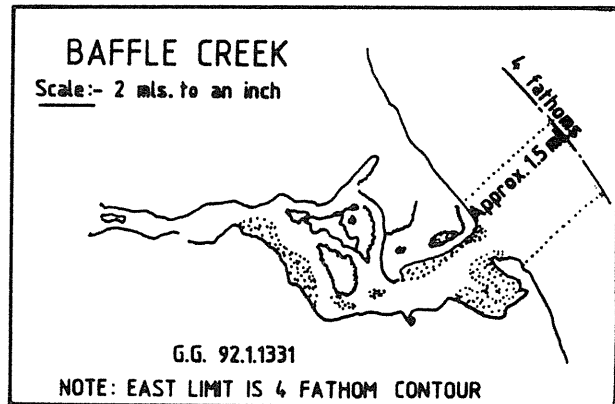 BAFFLE CREEK
Scale:- 2 mls. to an inch
4 fathoms
Approx. 1.5 ml
G.G. 92.1.1331
NOTE: EAST LIMIT IS 4 FATHOM CONTOUR